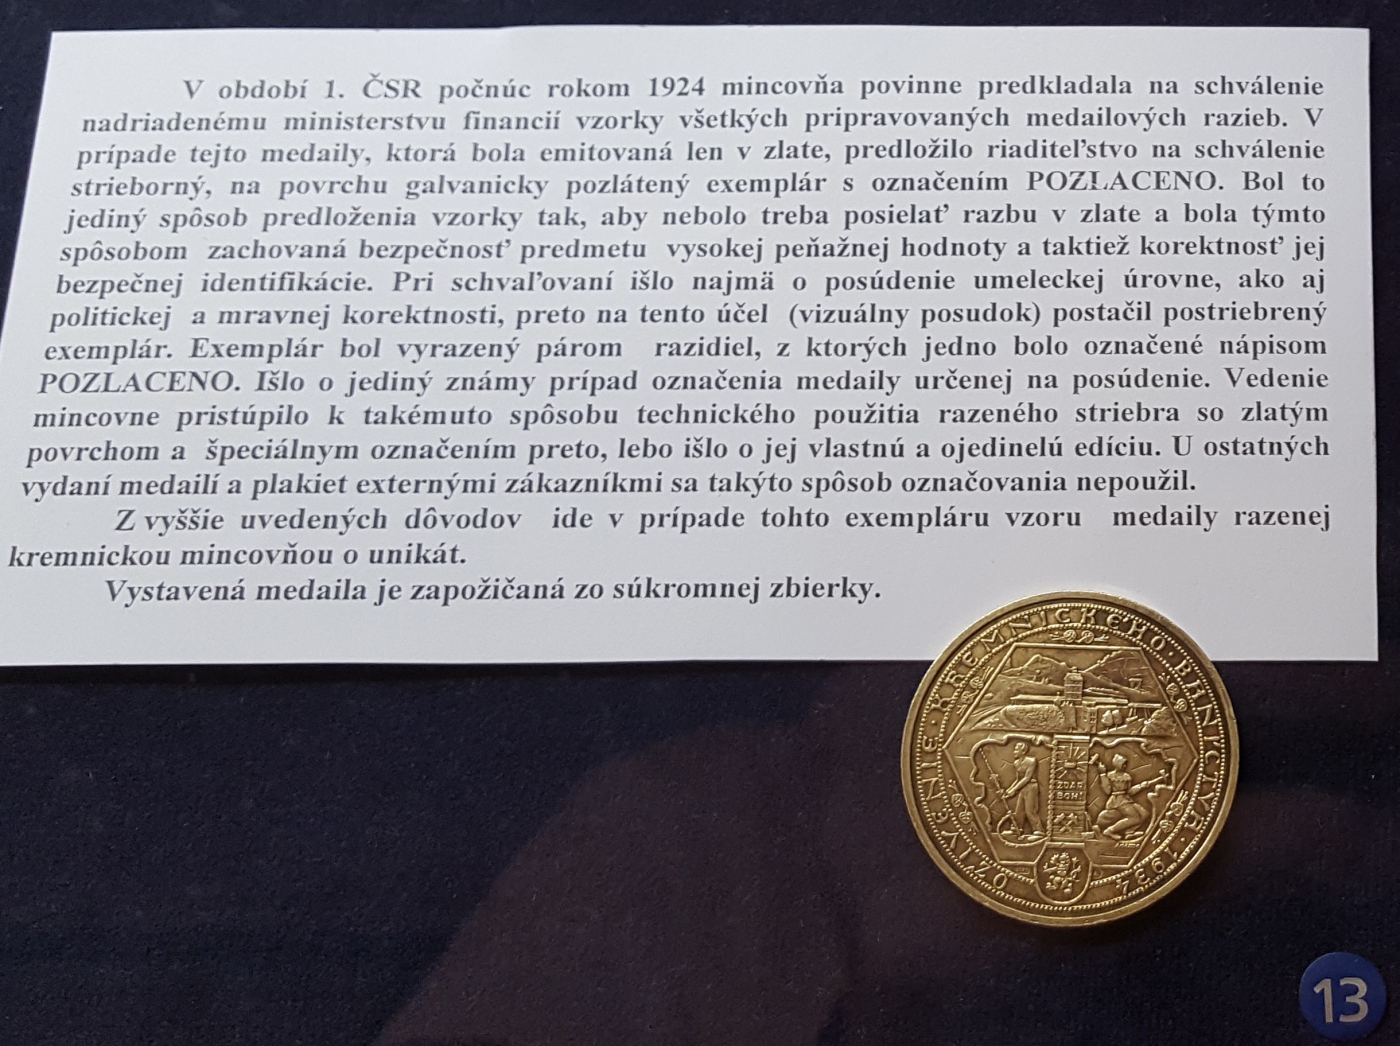 V období 1. ČSR počnúc rokom 1924 mincovňa povinne predkladala na schválenie
nadriadenému ministerstvu financií vzorky všetkých pripravovaných medailových razieb. V
prípade tejto medaily, ktorá bola emitovaná len v zlate, predložilo riaditeľstvo na schválenie
strieborný, na povrchu galvanicky pozlátený exemplár s označením POZLACENO. Bol to
jediný spôsob predloženia vzorky tak, aby nebolo treba posielať razbu v zlate a bola týmto
spôsobom zachovaná bezpečnosť predmetu vysokej peňažnej hodnoty a taktiež korektnosť jej
bezpečnej identifikácie. Pri schvaľovaní išlo najmä o posúdenie umeleckej úrovne, ako aj
politickej a mravnej korektnosti, preto na tento účel (vizuálny posudok) postačil postriebrený
exemplár. Exemplár bol vyrazený párom razidiel, z ktorých jedno bolo označené nápisom
POZLACENO. Išlo o jediný známy prípad označenia medaily určenej na posúdenie. Vedenie
mincovne pristúpilo k takémuto spôsobu technického použitia razeného striebra so zlatým
povrchom a špeciálnym označením preto, lebo išlo o jej vlastnú a ojedinelú edíciu. U ostatných
vydaní medailí a plakiet externými zákazníkmi sa takýto spôsob označovania nepoužil.
Z vyššie uvedených dôvodov ide v prípade tohto exempláru vzoru medaily razenej
kremnickou mincovňou o unikát.
Vystavená medaila je zapožičaná zo súkromnej zbierky.
OŽIVENIE · KREMNICKÉHO · BANÍCTVA · 1934
ZDAR
BOH!
13